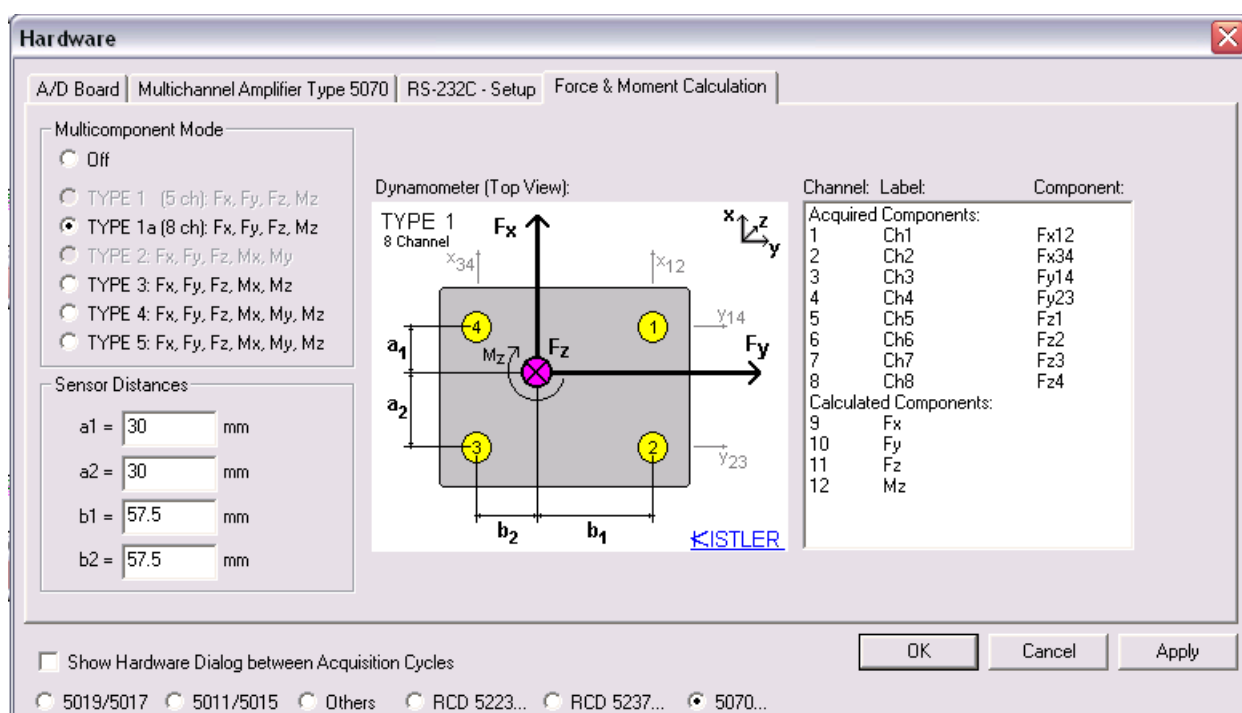 Hardware
A/D Board Multichannel Amplifier Type 5070 RS-232C - Setup Force & Moment Calculation
Multicomponent Mode
Off
TYPE 1 (5 ch): Fx, Fy, Fz, Mz
TYPE 1a (8 ch): Fx, Fy, Fz, Mz
TYPE 2: Fx, Fy, Fz, Mx, My
TYPE 3: Fx, Fy, Fz, Mx, Mz
TYPE 4: Fx, Fy, Fz, Mx, My, Mz
TYPE 5: Fx, Fy, Fz, Mx, My, Mz
Sensor Distances
a1 = 30 mm
a2 = 30 mm
b1 = 57.5 mm
b2 = 57.5 mm
Dynamometer (Top View):
TYPE 1
8 Channel
Fx
x z
y
x34
x12
4
1
y14
a1
Mz
Fz
Fy
a2
3
2
y23
b2
b1
KISTLER
Channel: Label: Component:
Acquired Components:
1 Ch1 Fx12
2 Ch2 Fx34
3 Ch3 Fy14
4 Ch4 Fy23
5 Ch5 Fz1
6 Ch6 Fz2
7 Ch7 Fz3
8 Ch8 Fz4
Calculated Components:
9 Fx
10 Fy
11 Fz
12 Mz
OK Cancel Apply
Show Hardware Dialog between Acquisition Cycles
5019/5017 5011/5015 Others RCD 5223... RCD 5237... 5070...